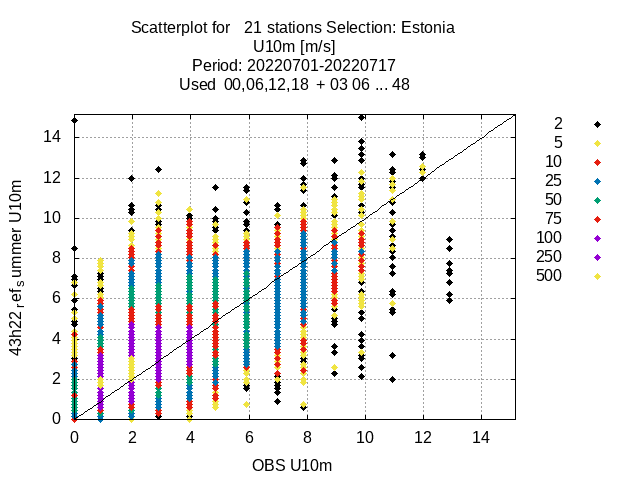 Scatterplot for 21 stations Selection: Estonia
U10m [m/s]
Period: 20220701-20220717
Used 00,06,12,18 + 03 06 ... 48
14
12
10
8
6
4
2
0
0 2 4 6 8 10 12 14
43h22_ref_summer U10m
OBS U10m
2
5
10
25
50
75
100
250
500